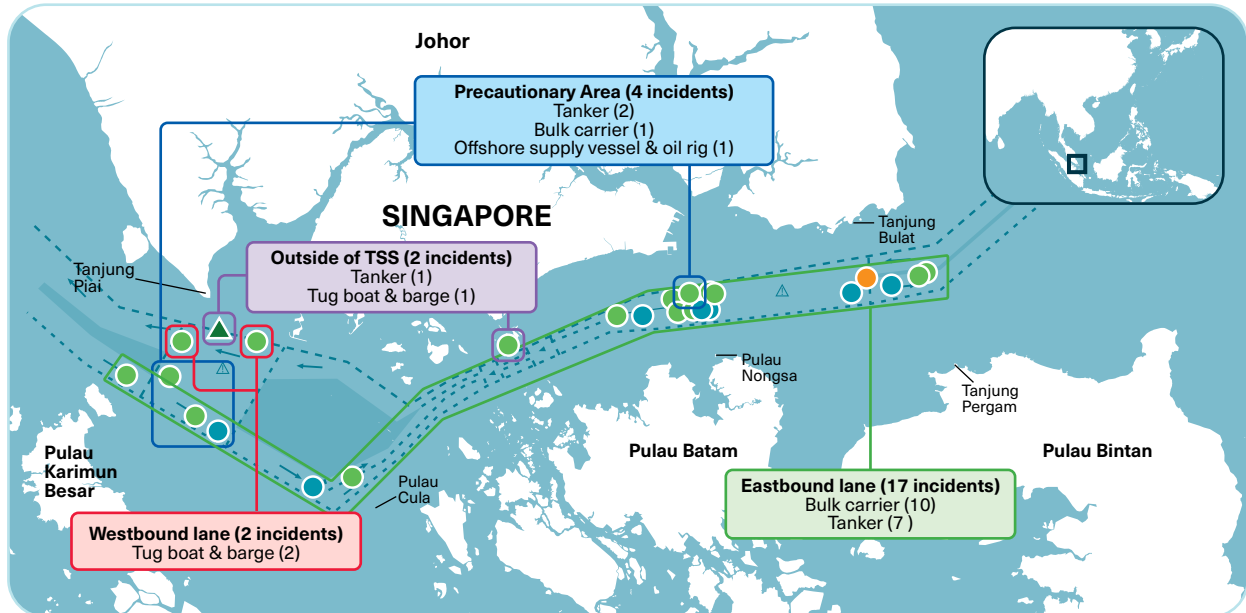 Johor
Precautionary Area (4 incidents)
Tanker (2)
Bulk carrier (1)
Offshore supply vessel & oil rig (1)
SINGAPORE
Tanjung
Bulat
Outside of TSS (2 incidents)
Tanker (1)
Tug boat & barge (1)
Tanjung
Piai
Pulau
Nongsa
Tanjung
Pergam
Pulau
Karimun
Besar
Pulau Batam
Pulau Bintan
Pulau
Cula
Eastbound lane (17 incidents)
Bulk carrier (10)
Tanker (7 )
Westbound lane (2 incidents)
Tug boat & barge (2)